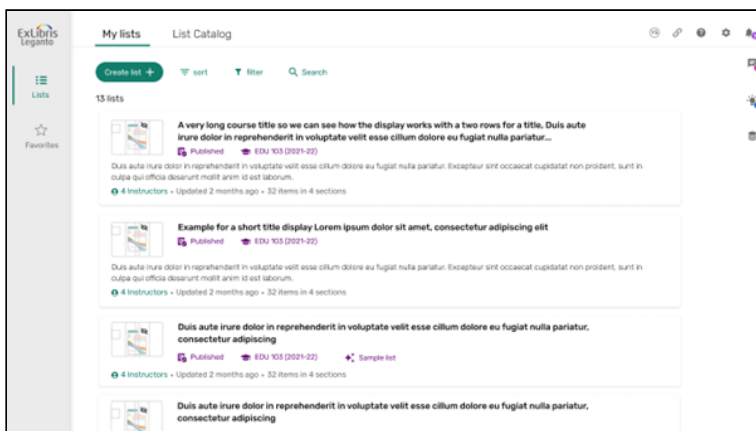 ExLibris
Leganto
My lists
List Catalog
Create list +
sort
filter
Search
Lists
Favorites
13 lists
A very long course title so we can see how the display works with a two rows for a title, Duis aute
irure dolor in reprehenderit in voluptate velit esse cillum dolore eu fugiat nulla pariatur...
Published EDU 103 (2021-22)
Duis aute irure dolor in reprehenderit in voluptate velit esse cillum dolore eu fugiat nulla pariatur. Excepteur sint occaecat cupidatat non proident, sunt in
culpa qui officia deserunt mollit anim id est laborum.
4 Instructors • Updated 2 months ago • 32 items in 4 sections
Example for a short title display Lorem ipsum dolor sit amet, consectetur adipiscing elit
Published EDU 103 (2021-22)
Duis aute irure dolor in reprehenderit in voluptate velit esse cillum dolore eu fugiat nulla pariatur. Excepteur sint occaecat cupidatat non proident, sunt in
culpa qui officia deserunt mollit anim id est laborum.
4 Instructors • Updated 2 months ago • 32 items in 4 sections
Duis aute irure dolor in reprehenderit in voluptate velit esse cillum dolore eu fugiat nulla pariatur,
consectetur adipiscing
Published EDU 103 (2021-22) Sample list
4 Instructors • Updated 2 months ago • 32 items in 4 sections
Duis aute irure dolor in reprehenderit in voluptate velit esse cillum dolore eu fugiat nulla pariatur,
consectetur adipiscing